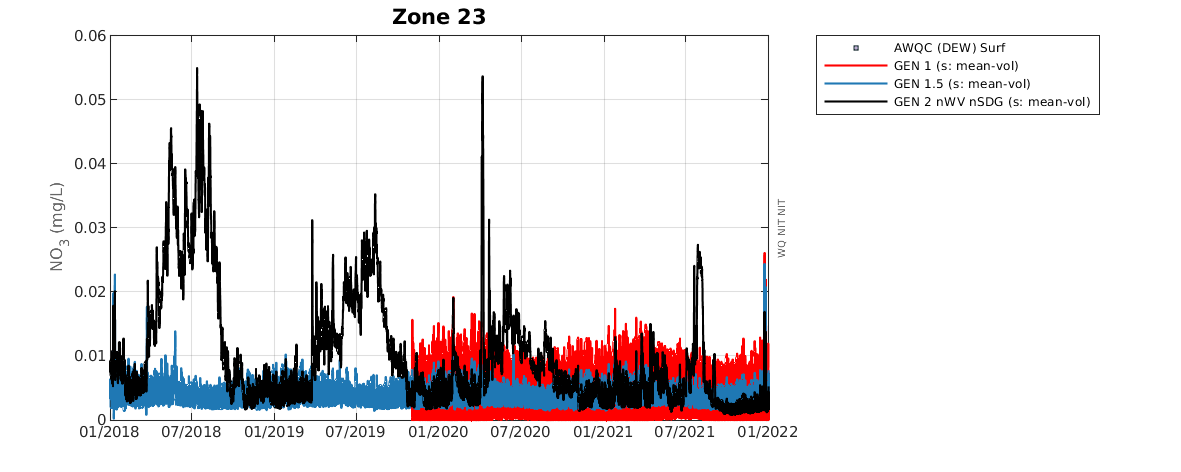 Zone 23
0.06
0.05
0.04
0.03
0.02
0.01
0
NO3 (mg/L)
01/2018 07/2018 01/2019 07/2019 01/2020 07/2020 01/2021 07/2021 01/2022
WQ NIT NIT
AWQC (DEW) Surf
GEN 1 (s: mean-vol)
GEN 1.5 (s: mean-vol)
GEN 2 nWV nSDG (s: mean-vol)